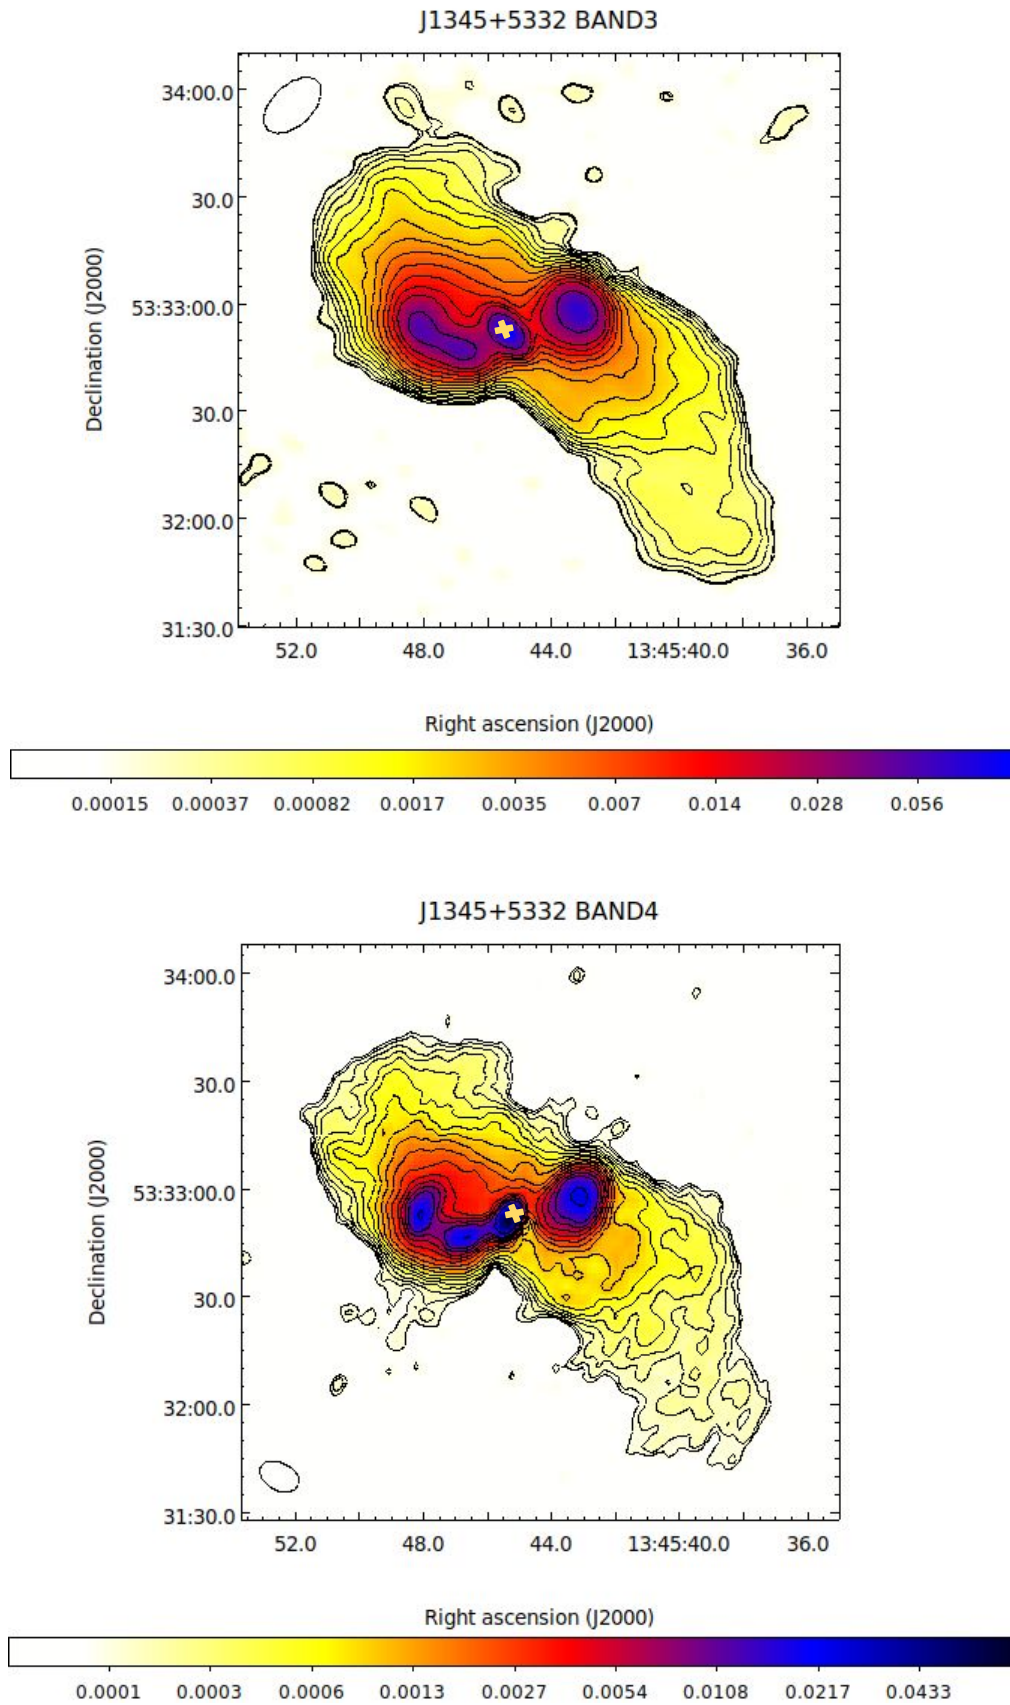 J1345+5332 BAND3
34:00.0
30.0
53:33:00.0
30.0
32:00.0
31:30.0
Declination (J2000)
52.0 48.0 44.0 13:45:40.0 36.0
Right ascension (J2000)
0.00015 0.00037 0.00082 0.0017 0.0035 0.007 0.014 0.028 0.056
J1345+5332 BAND4
34:00.0
30.0
53:33:00.0
30.0
32:00.0
31:30.0
Declination (J2000)
52.0 48.0 44.0 13:45:40.0 36.0
Right ascension (J2000)
0.0001 0.0003 0.0006 0.0013 0.0027 0.0054 0.0108 0.0217 0.0433